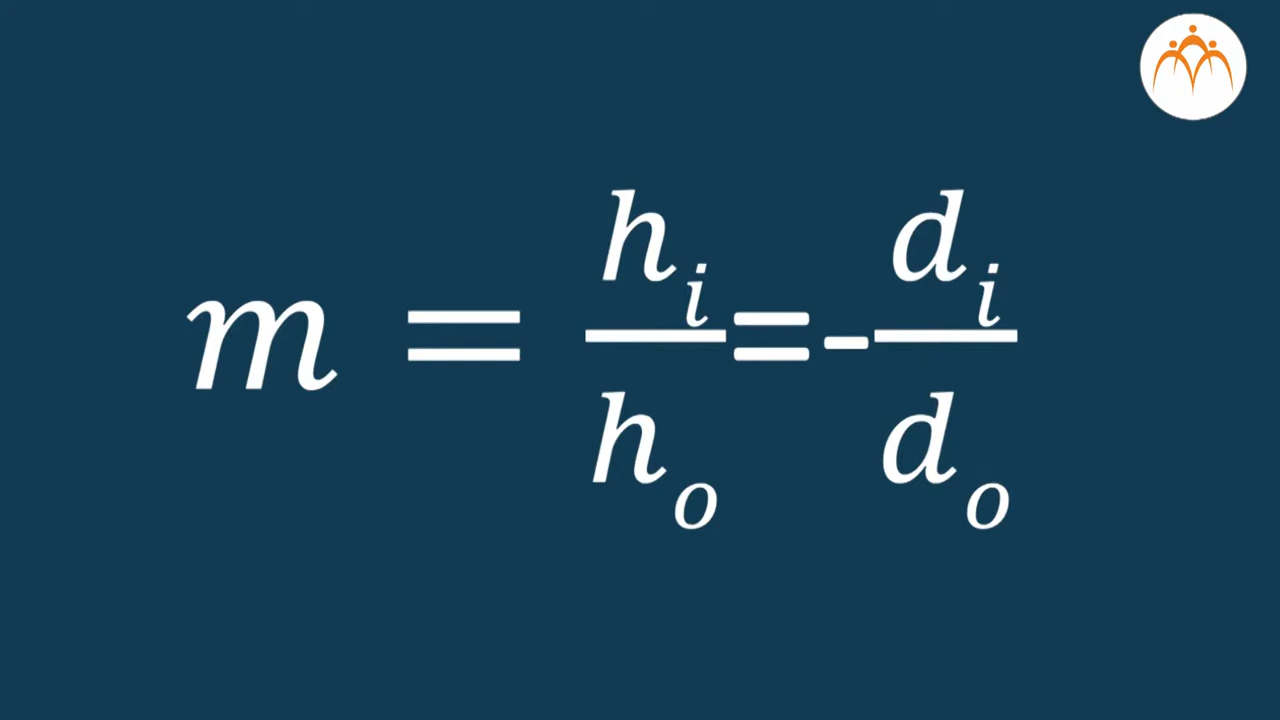 m = h_i/h_o = - d_i/d_o